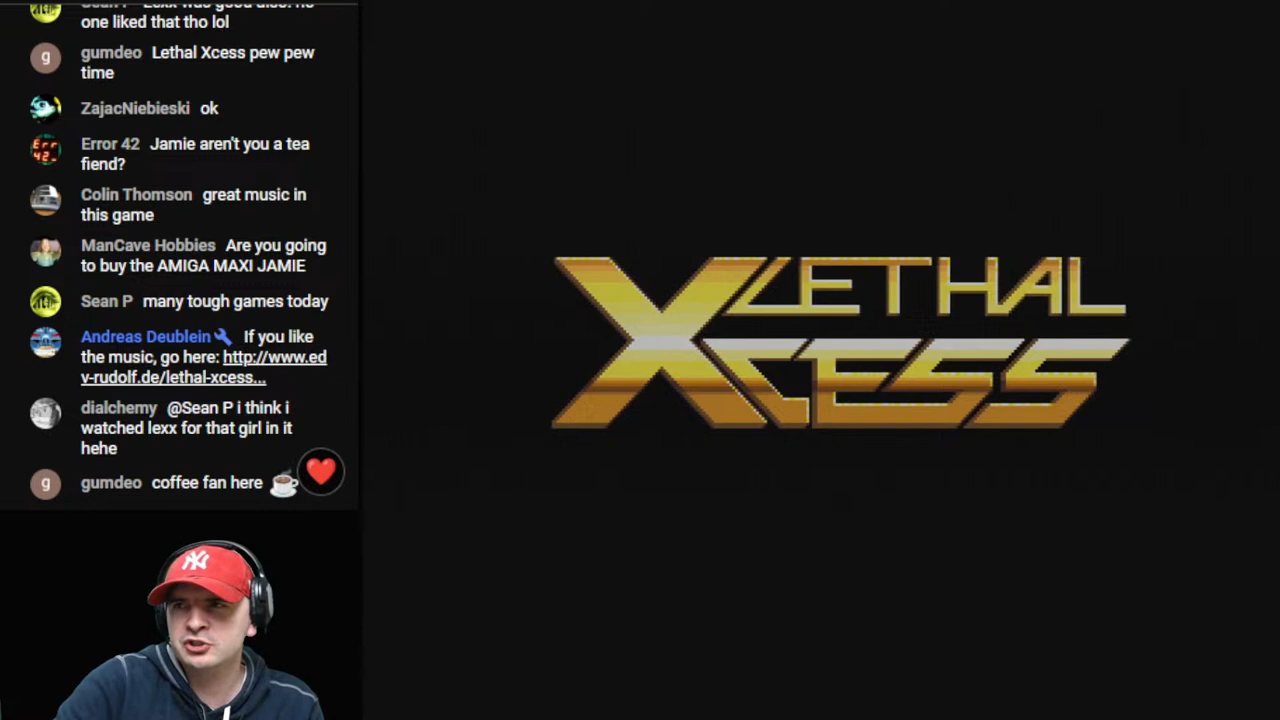 one liked that tho lol
gumdeo Lethal Xcess pew pew
time
ZajacNiebieski ok
Error 42 Jamie aren't you a tea
fiend?
Colin Thomson great music in
this game
ManCave Hobbies Are you going
to buy the AMIGA MAXI JAMIE
Sean P many tough games today
Andreas Deublein If you like
the music, go here: http://www.ed
v-rudolf.de/lethal-xcess...
dialchemy @Sean P i think i
watched lexx for that girl in it
hehe
gumdeo coffee fan here
g
g
Err
42_
LETHAL
XCESS
NY